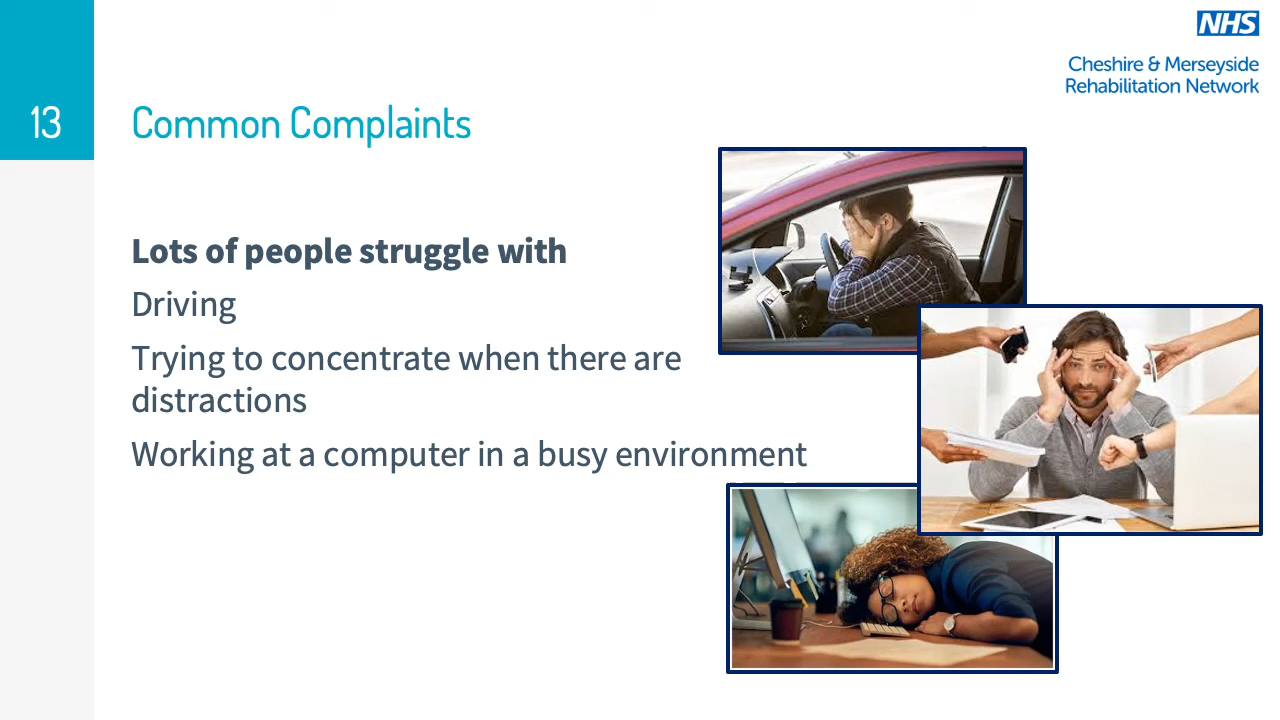 NHS
Cheshire & Merseyside
Rehabilitation Network
13
Common Complaints
Lots of people struggle with
Driving
Trying to concentrate when there are
distractions
Working at a computer in a busy environment